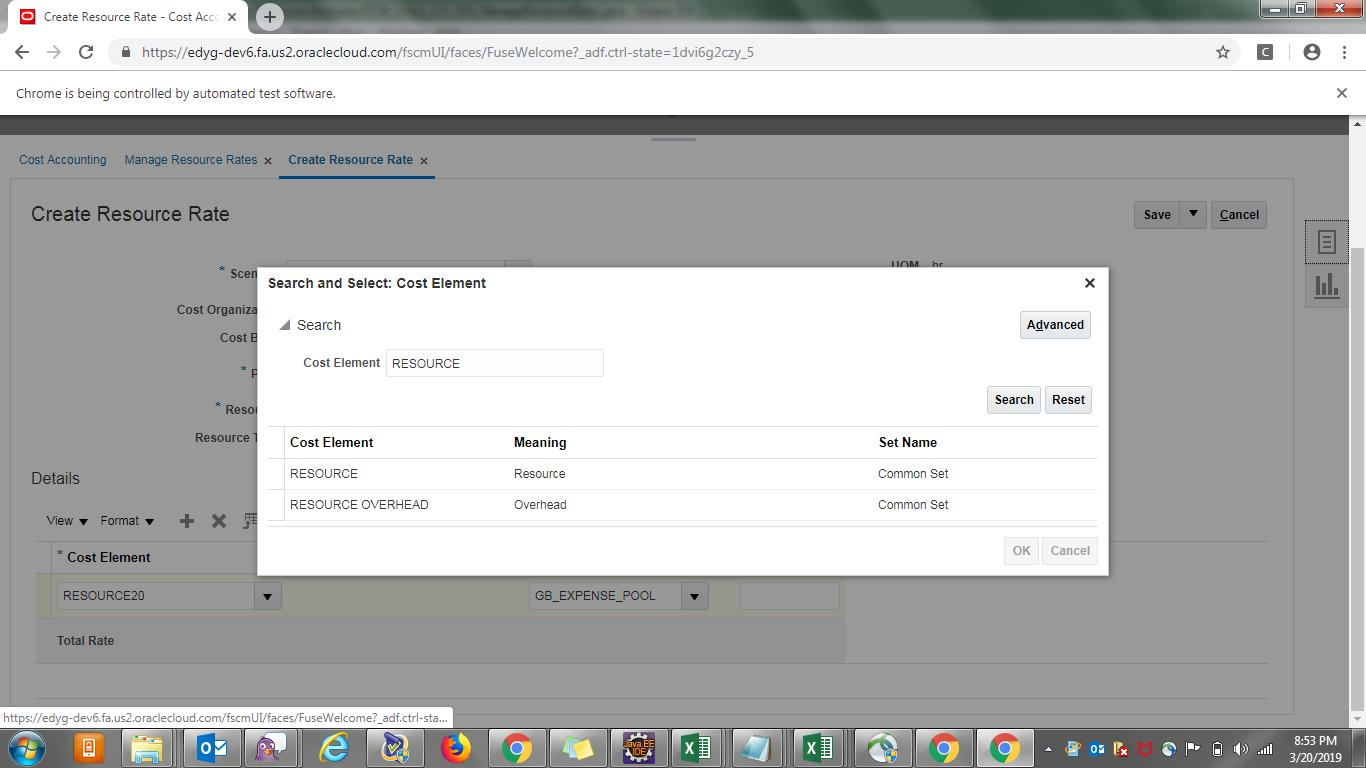 Create Resource Rate - Cost Acc
https://edyg-dev6.fa.us2.oraclecloud.com/fscmUI/faces/FuseWelcome?_adf.ctrl-state=1dvi6g2czy_5
Chrome is being controlled by automated test software.
Cost Accounting Manage Resource Rates Create Resource Rate
Create Resource Rate
Save Cancel
* Scen
UOM hr
Search and Select: Cost Element
Cost Organiza
Search
Advanced
Cost B
Cost Element RESOURCE
* P
Search Reset
* Resou
Resource T
Cost Element Meaning Set Name
RESOURCE Resource Common Set
RESOURCE OVERHEAD Overhead Common Set
OK Cancel
Details
View Format
* Cost Element
RESOURCE20 GB_EXPENSE_POOL
Total Rate
https://edyg-dev6.fa.us2.oraclecloud.com/fscmUI/faces/FuseWelcome?_adf.ctrl-sta...
Java EE
IDE
8:53 PM
3/20/2019